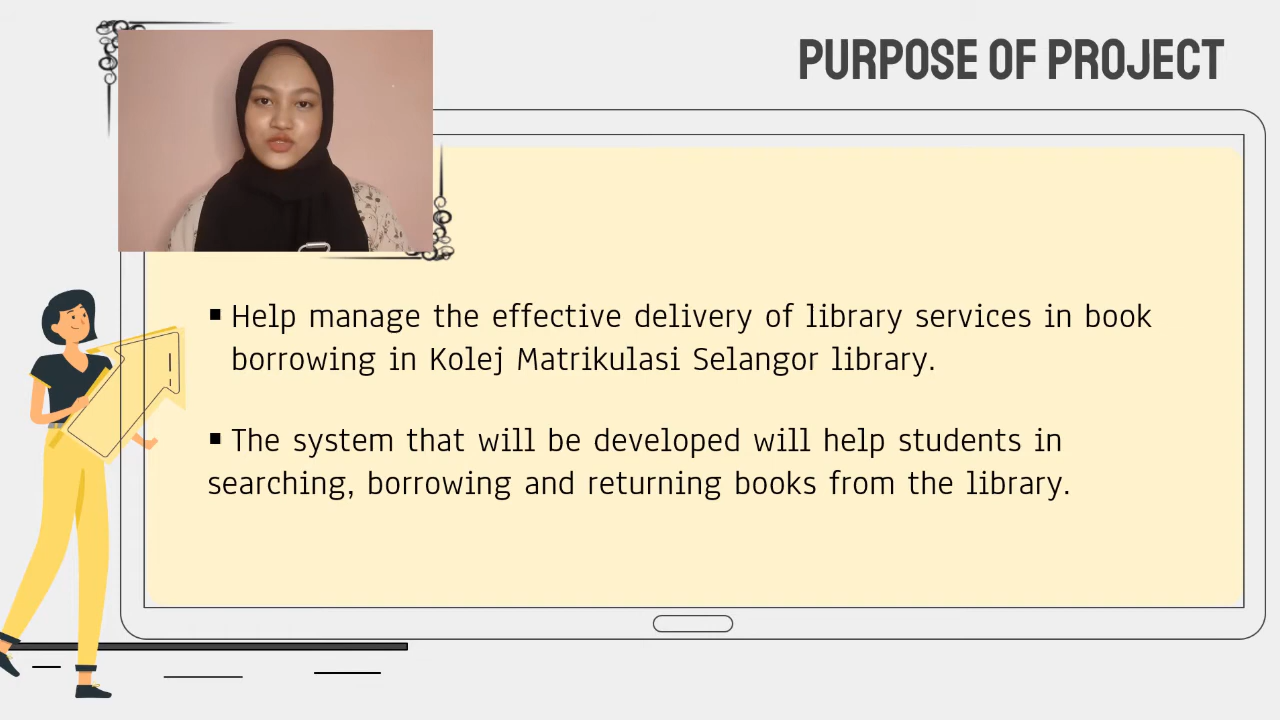 PURPOSE OF PROJECT
▪ Help manage the effective delivery of library services in book
borrowing in Kolej Matrikulasi Selangor library.
▪ The system that will be developed will help students in
searching, borrowing and returning books from the library.